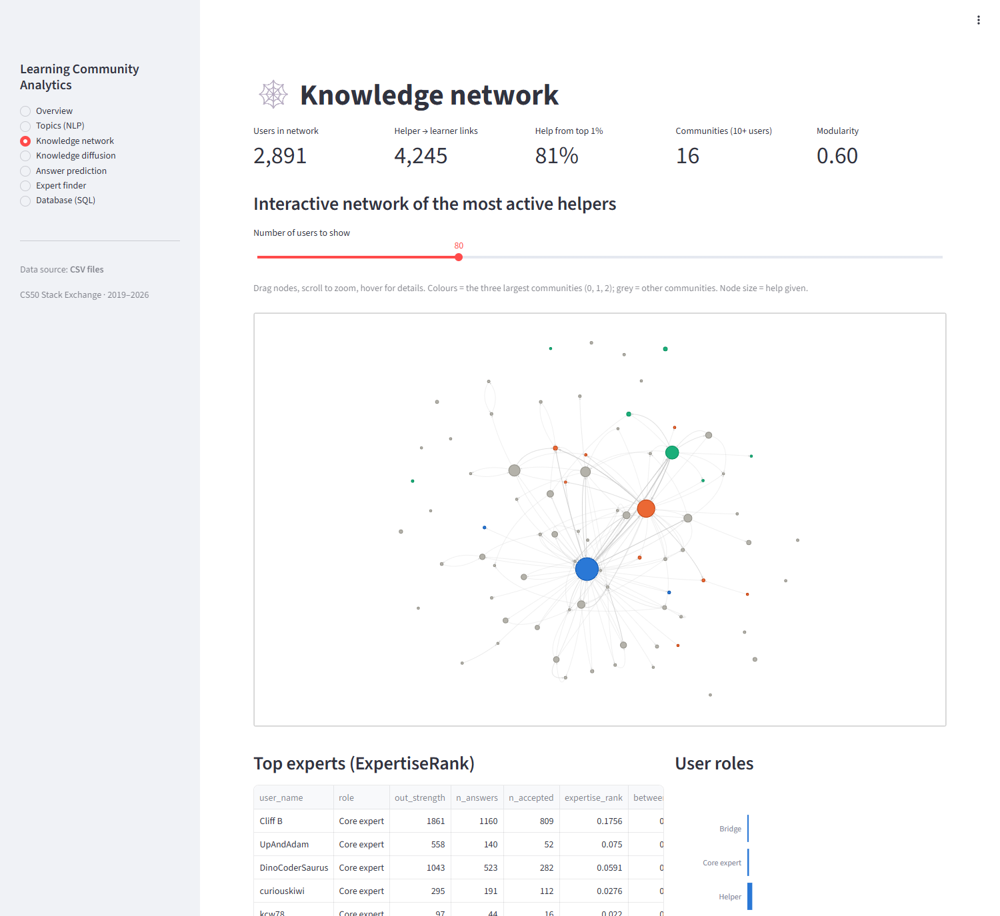 Learning Community
Analytics
Overview
Topics (NLP)
Knowledge network
Knowledge diffusion
Answer prediction
Expert finder
Database (SQL)
Data source: CSV files
CS50 Stack Exchange · 2019–2026
Knowledge network
Users in network
2,891
Helper → learner links
4,245
Help from top 1%
81%
Communities (10+ users)
16
Modularity
0.60
Interactive network of the most active helpers
Number of users to show
80
Drag nodes, scroll to zoom, hover for details. Colours = the three largest communities (0, 1, 2); grey = other communities. Node size = help given.
Top experts (ExpertiseRank)
user_name role out_strength n_answers n_accepted expertise_rank
Cliff B Core expert 1861 1160 809 0.1756 0
UpAndAdam Core expert 558 140 52 0.075 0
DinoCoderSaurus Core expert 1043 523 282 0.0591 0
curiouskiwi Core expert 295 191 112 0.0276 0
kcw78 Core expert 97 44 16 0.022 0
User roles
Bridge
Core expert
Helper